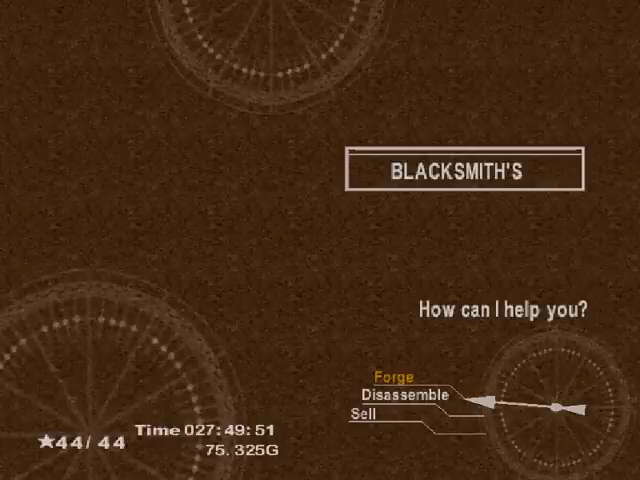 BLACKSMITH'S
How can I help you?
Forge
Disassemble
Sell
Time 027:49:51
★44/ 44
75. 325G